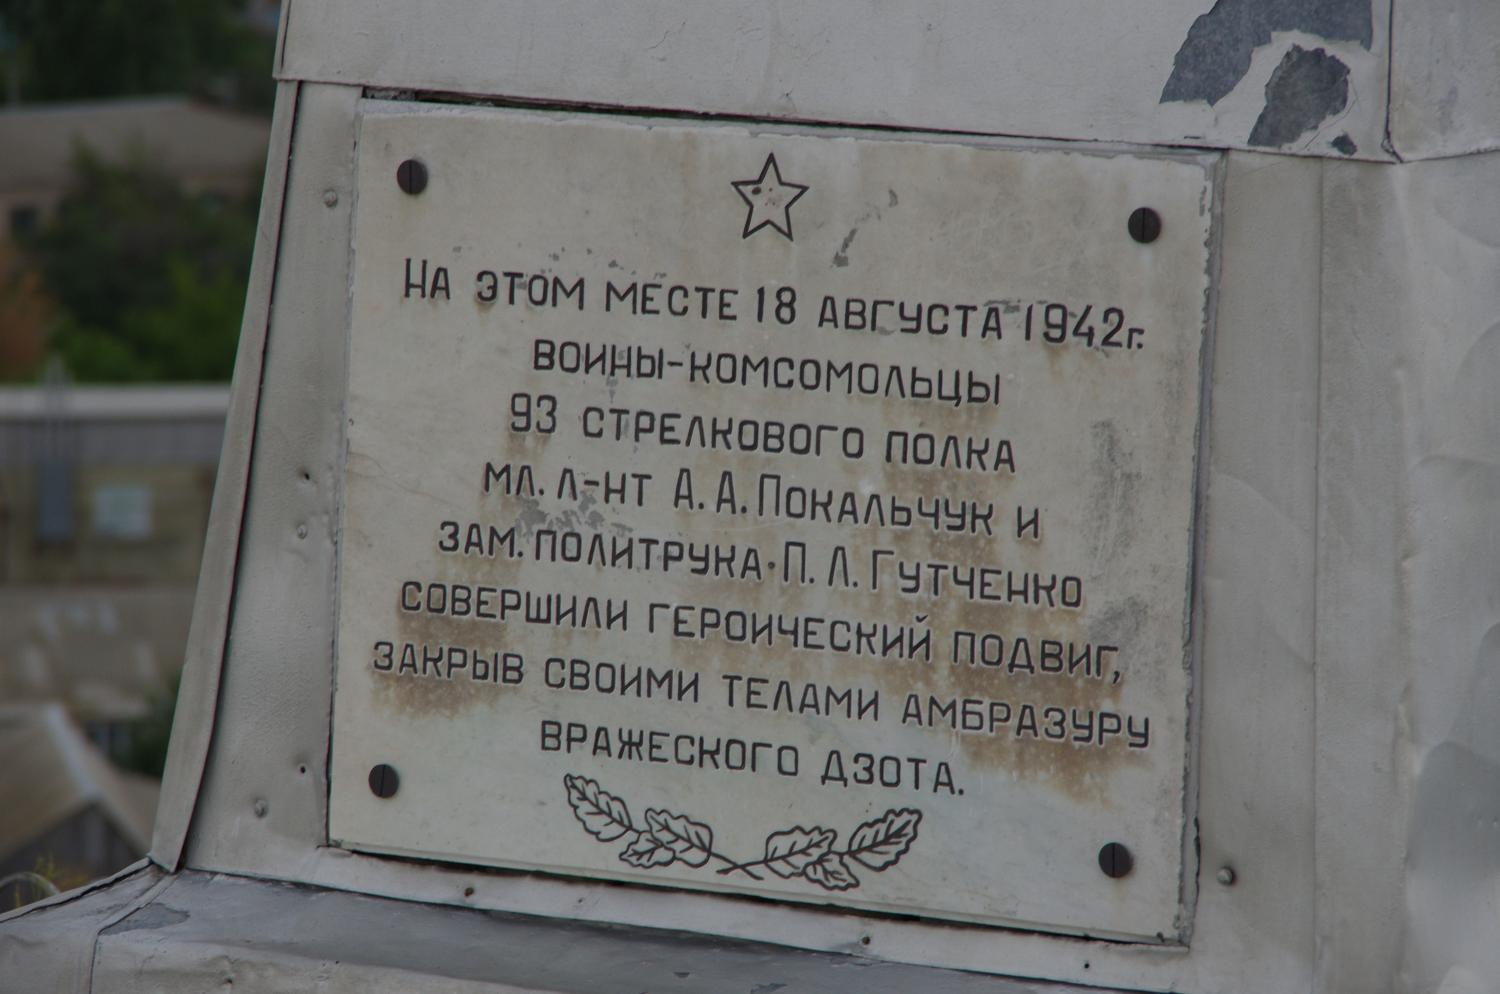 На этом месте 18 августа 1942г.
воины-комсомольцы
93 стрелкового полка
мл. л-нт А. А. Покальчук и
зам. политрука П. Л. Гутченко
совершили героический подвиг,
закрыв своими телами амбразуру
вражеского дзота.